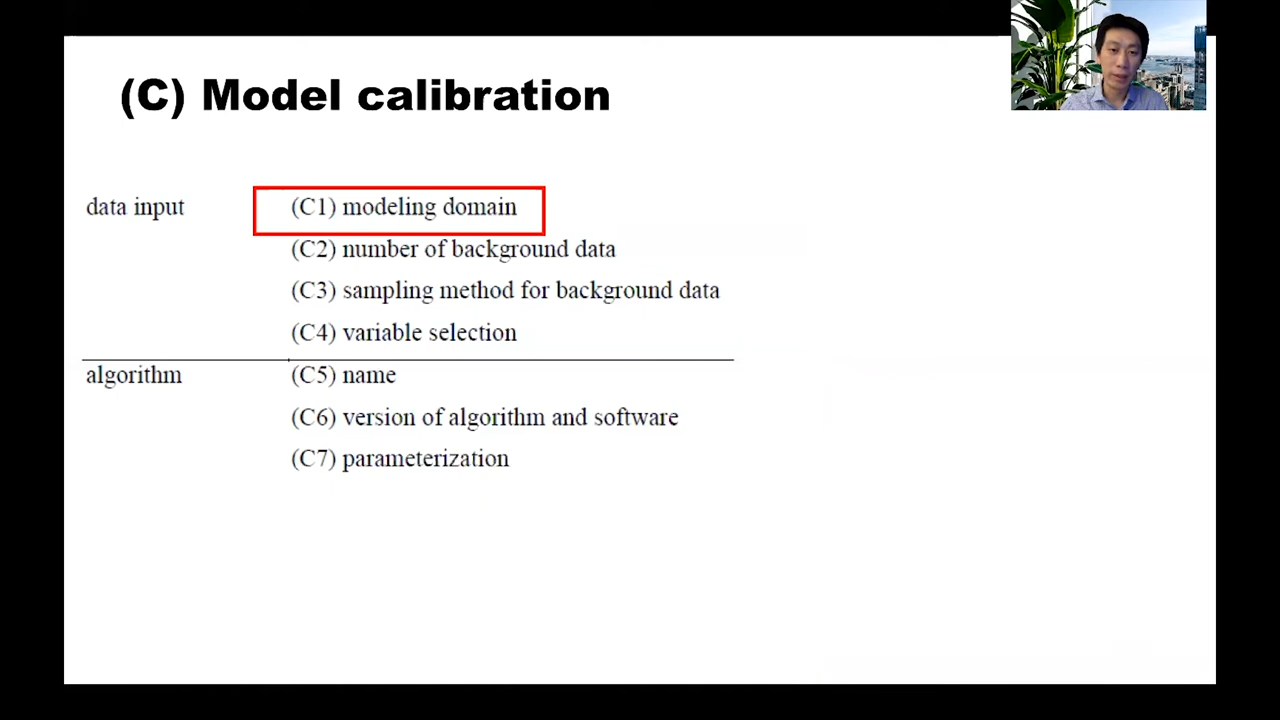 (C) Model calibration
data input (C1) modeling domain
(C2) number of background data
(C3) sampling method for background data
(C4) variable selection
algorithm (C5) name
(C6) version of algorithm and software
(C7) parameterization